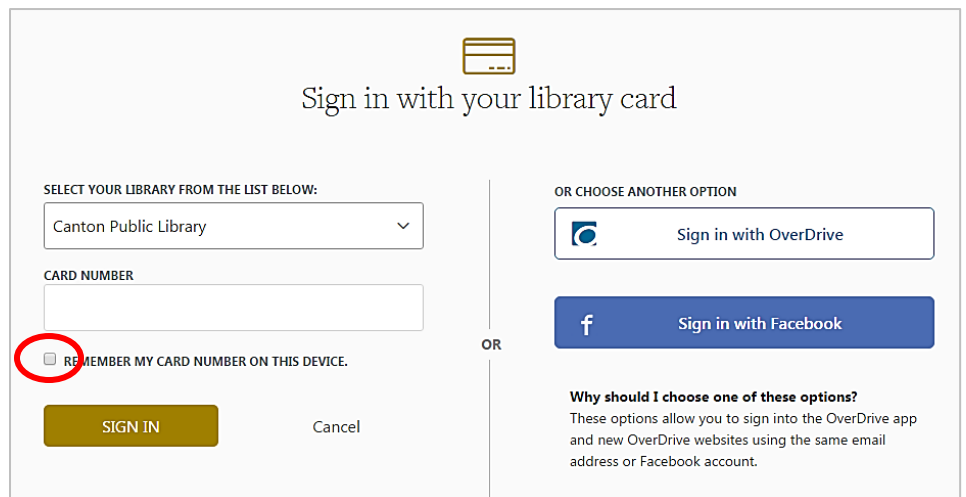 Sign in with your library card
SELECT YOUR LIBRARY FROM THE LIST BELOW:
Canton Public Library
CARD NUMBER
REMEMBER MY CARD NUMBER ON THIS DEVICE.
SIGN IN
Cancel
OR
OR CHOOSE ANOTHER OPTION
Sign in with OverDrive
f
Sign in with Facebook
Why should I choose one of these options?
These options allow you to sign into the OverDrive app
and new OverDrive websites using the same email
address or Facebook account.